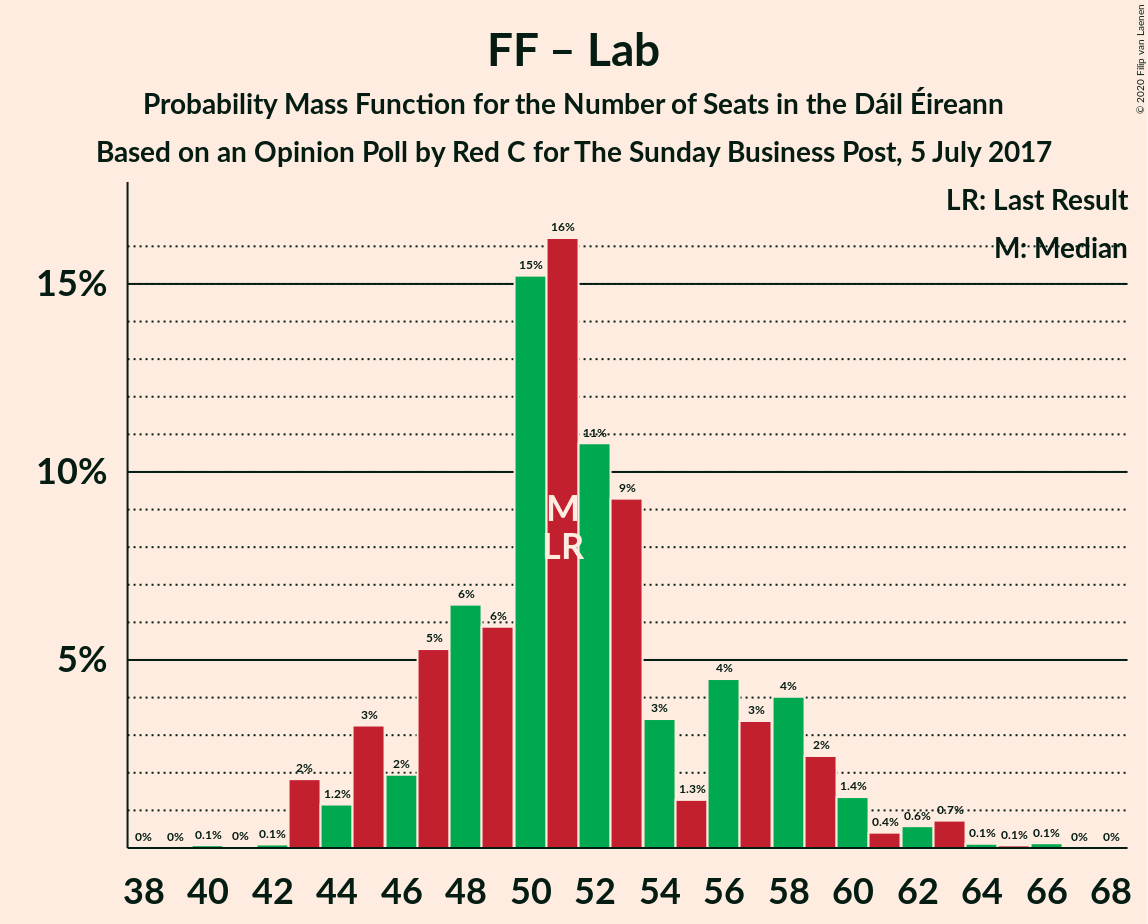 FF – Lab
Probability Mass Function for the Number of Seats in the Dáil Éireann
Based on an Opinion Poll by Red C for The Sunday Business Post, 5 July 2017
© 2020 Filip van Laenen
LR: Last Result
M: Median
15%
10%
5%
0% 0% 0.1% 0% 0.1% 2% 1.2% 3% 2% 5% 6% 6% 15% 16% 11% 9% 3% 1.3% 4% 3% 4% 2% 1.4% 0.4% 0.6% 0.7% 0.1% 0.1% 0.1% 0% 0%
M
LR
38 40 42 44 46 48 50 52 54 56 58 60 62 64 66 68